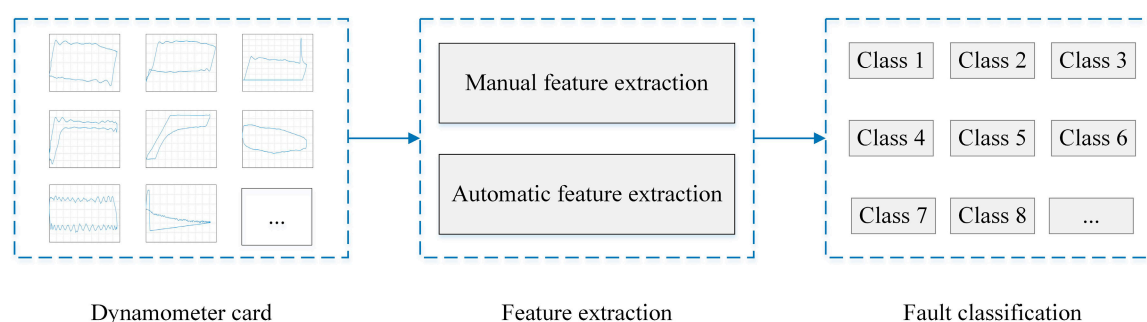 ...
Manual feature extraction
Automatic feature extraction
Class 1
Class 2
Class 3
Class 4
Class 5
Class 6
Class 7
Class 8
...
Dynamometer card
Feature extraction
Fault classification